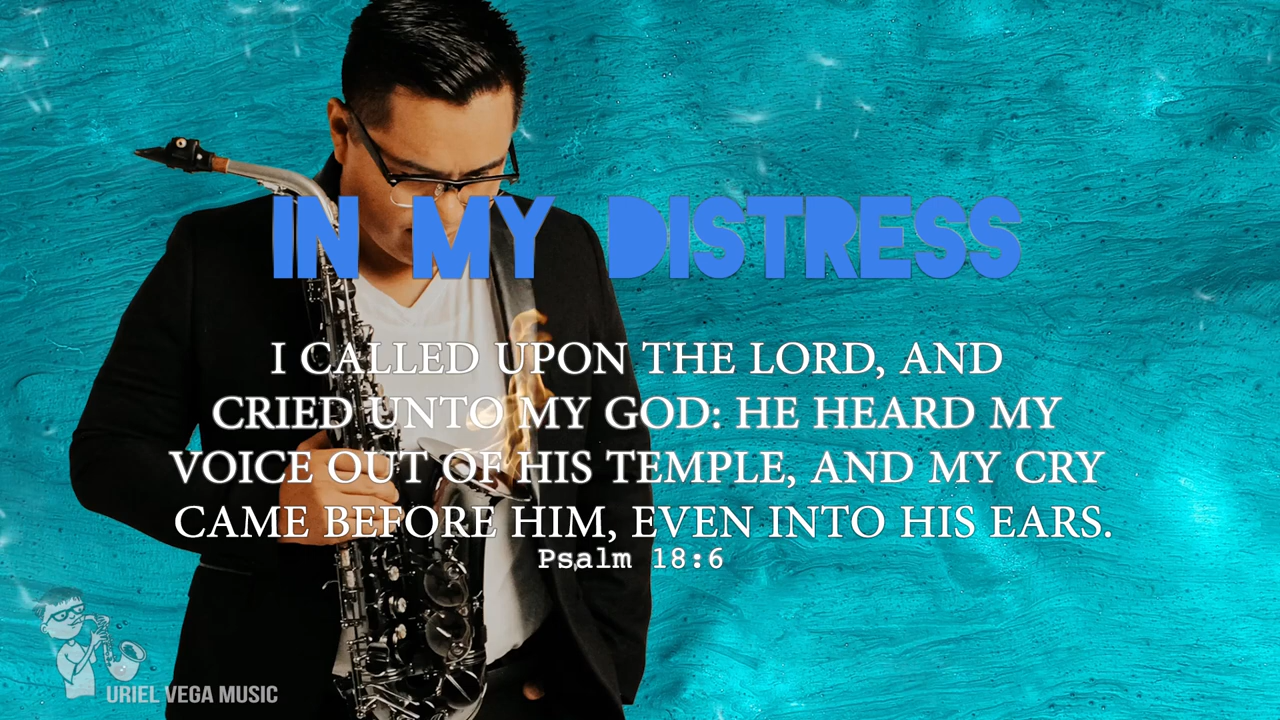 IN MY DISTRESS
I CALLED UPON THE LORD, AND
CRIED UNTO MY GOD: HE HEARD MY
VOICE OUT OF HIS TEMPLE, AND MY CRY
CAME BEFORE HIM, EVEN INTO HIS EARS.
Psalm 18:6
URIEL VEGA MUSIC